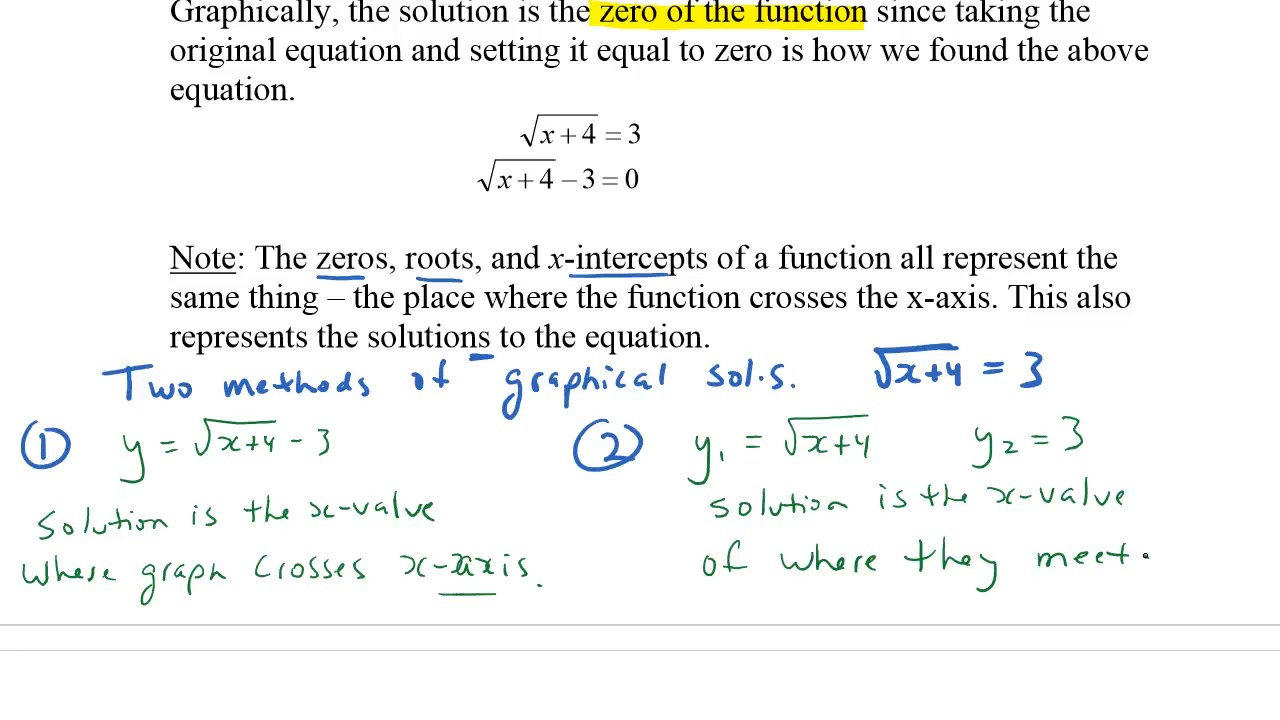 Graphically, the solution is the zero of the function since taking the
original equation and setting it equal to zero is how we found the above
equation.
√(x + 4) = 3
√(x + 4) − 3 = 0
Note: The zeros, roots, and x-intercepts of a function all represent the
same thing – the place where the function crosses the x-axis. This also
represents the solutions to the equation.
Two methods of graphical sol.s. √(x+4) = 3
① y = √(x+4) - 3 ② y₁ = √(x+4) y₂ = 3
solution is the x-value solution is the x-value
where graph crosses x-axis. of where they meet.